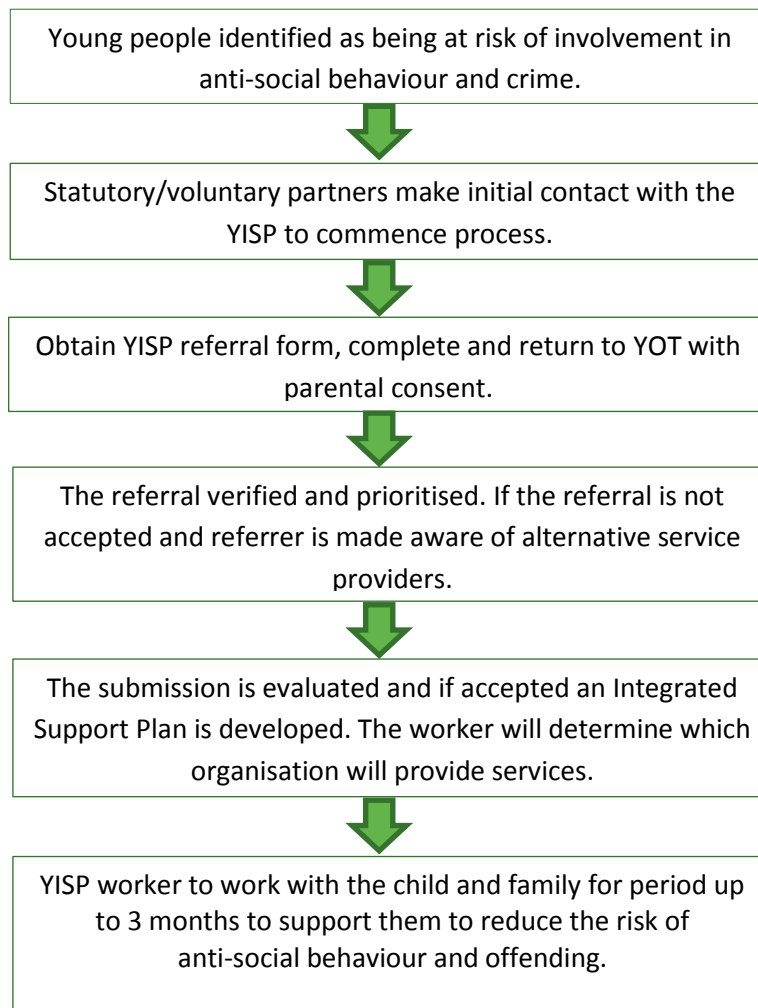 Young people identified as being at risk of involvement in
anti-social behaviour and crime.
Statutory/voluntary partners make initial contact with the
YISP to commence process.
Obtain YISP referral form, complete and return to YOT with
parental consent.
The referral verified and prioritised. If the referral is not
accepted and referrer is made aware of alternative service
providers.
The submission is evaluated and if accepted an Integrated
Support Plan is developed. The worker will determine which
organisation will provide services.
YISP worker to work with the child and family for period up
to 3 months to support them to reduce the risk of
anti-social behaviour and offending.